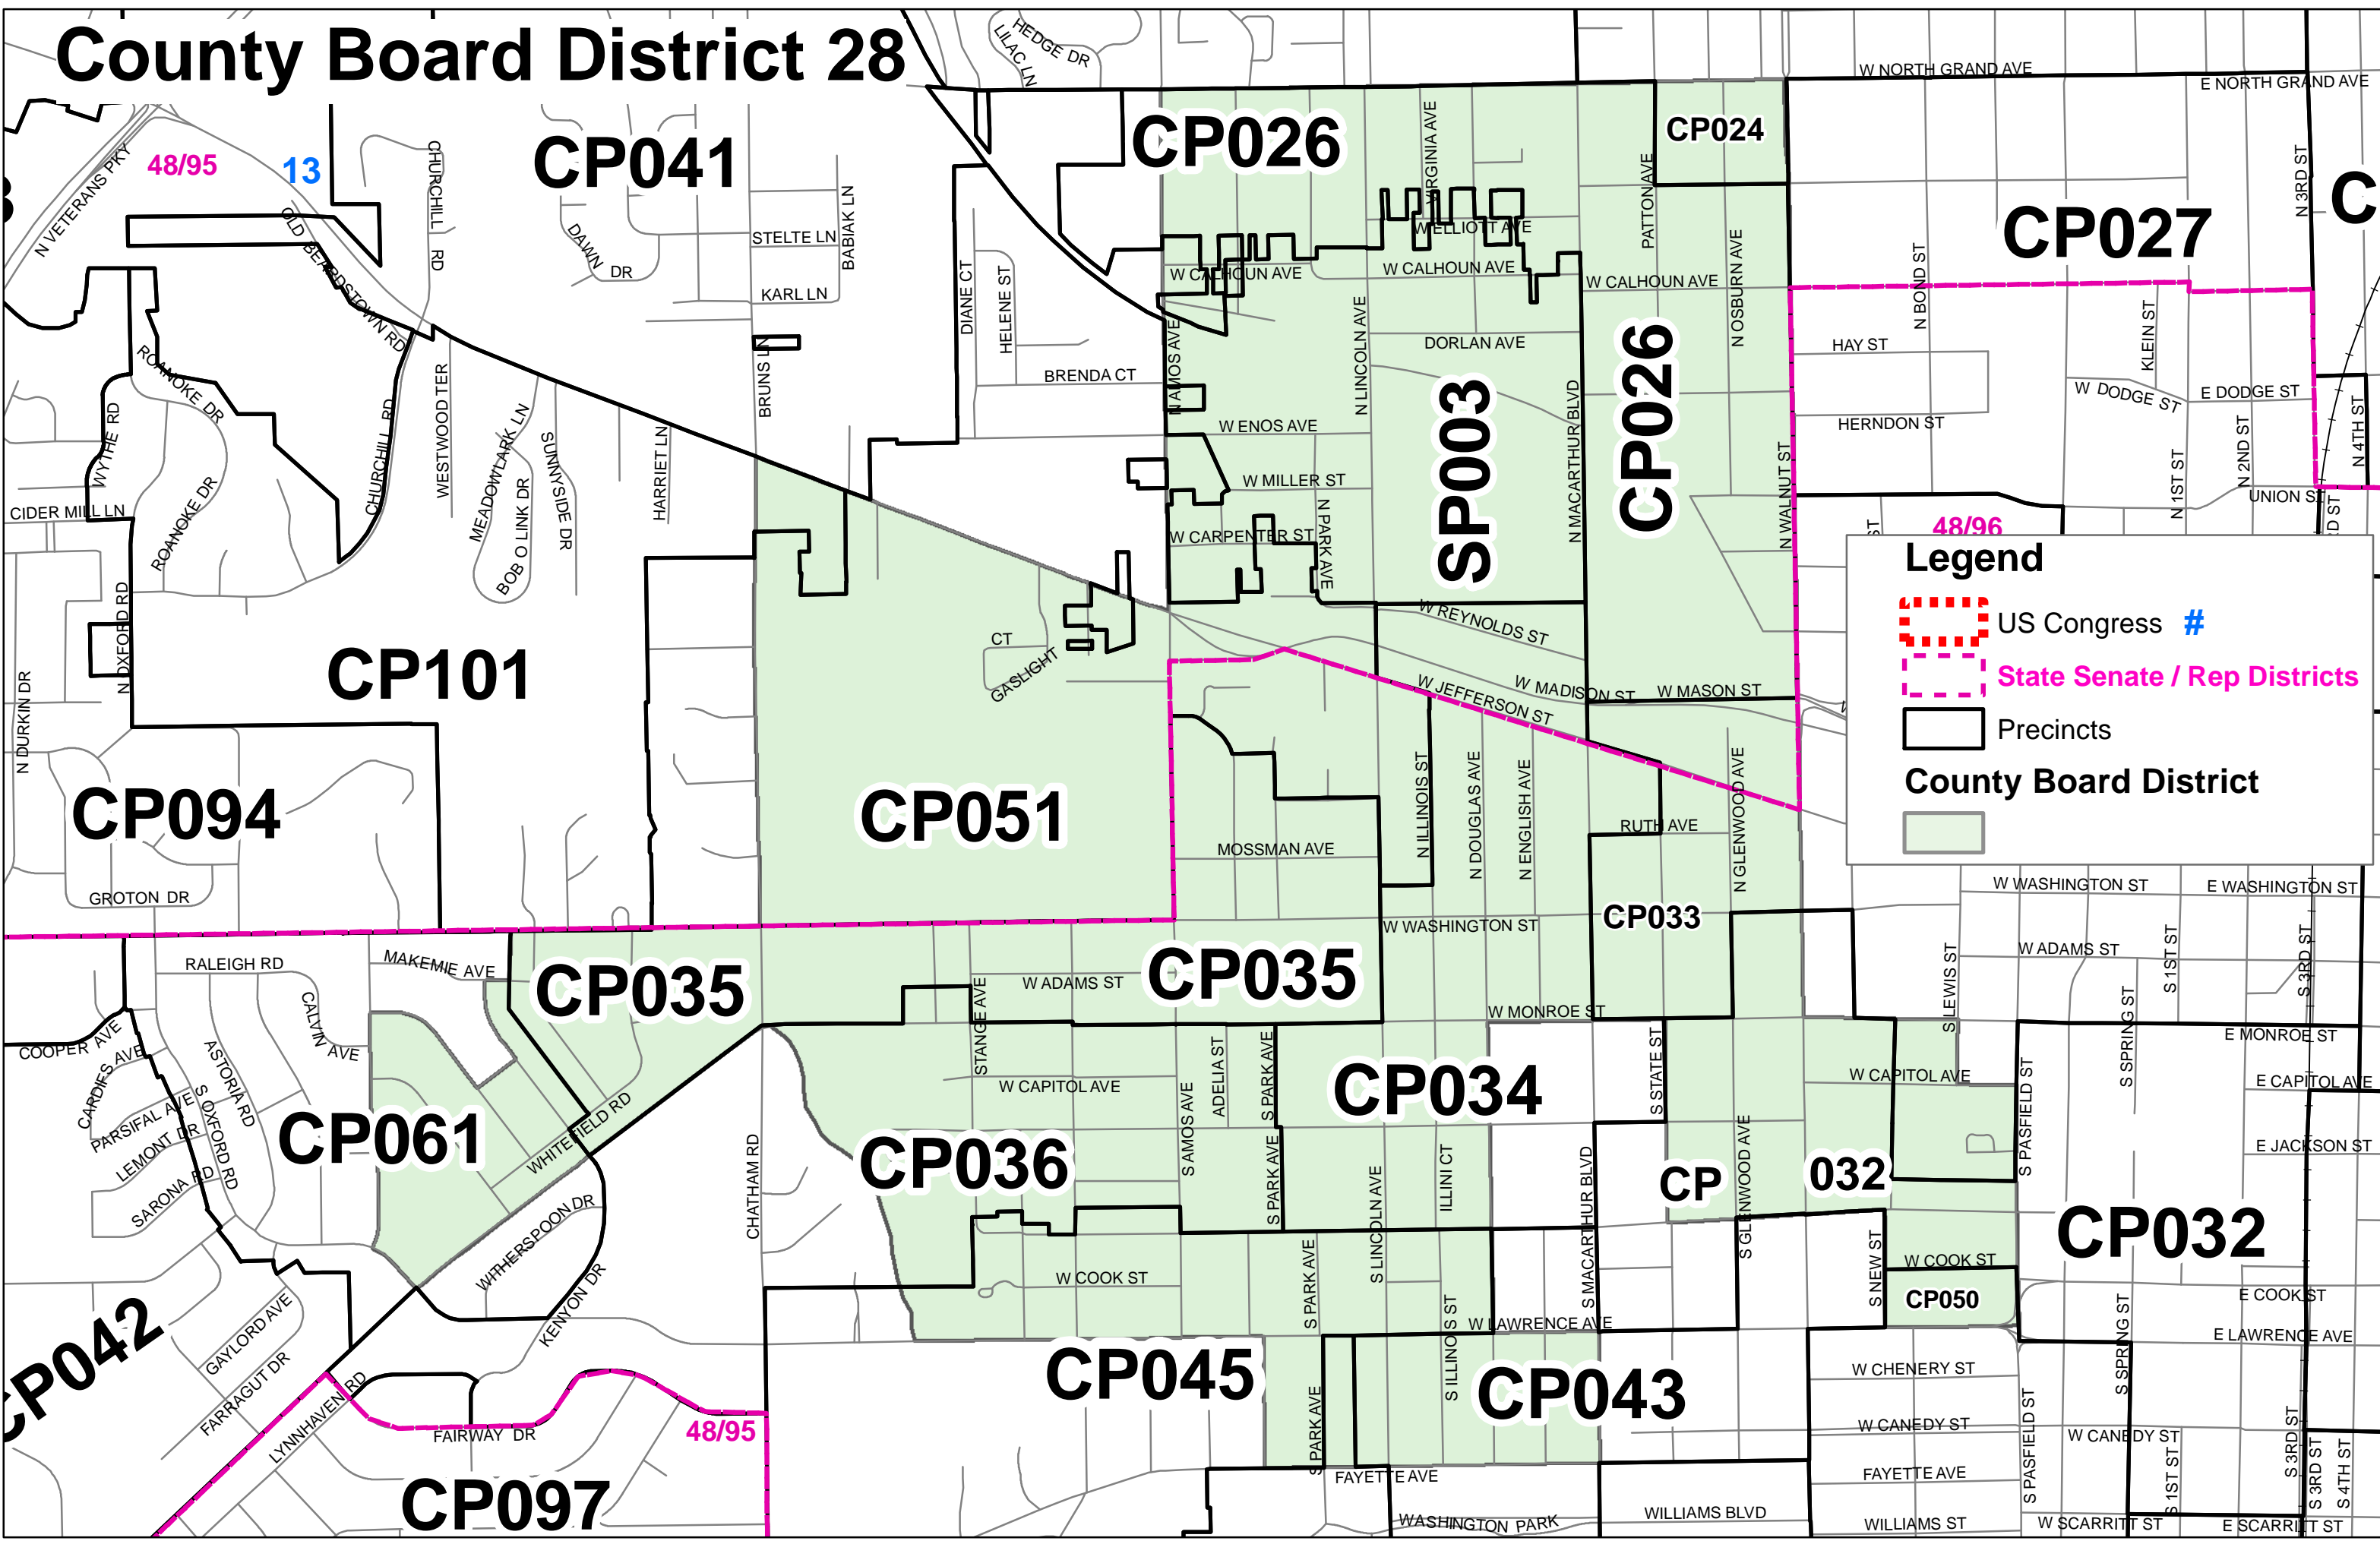 County Board District 28
HEDGE DR
LILAC LN
W NORTH GRAND AVE
E NORTH GRAND AVE
CP026
CP024
CP041
48/95
13
N VETERANS PKY
CHURCHILL RD
OLD BEARDSTOWN RD
DAWN DR
STELTE LN
BABIAK LN
KARL LN
BRUNS LN
DIANE CT
HELENE ST
BRENDA CT
VIRGINIA AVE
W ELLIOTT AVE
W CALHOUN AVE
W CALHOUN AVE
W CALHOUN AVE
PATTON AVE
N OSBURN AVE
N BOND ST
CP027
N 3RD ST
C
N AMOS AVE
N LINCOLN AVE
DORLAN AVE
SP003
N MACARTHUR BLVD
CP026
N WALNUT ST
HAY ST
KLEIN ST
W DODGE ST
E DODGE ST
HERNDON ST
N 1ST ST
N 2ND ST
N 4TH ST
UNION ST
RD ST
ST
48/96
ROANOKE DR
WYTHE RD
ROANOKE DR
CIDER MILL LN
CHURCHILL RD
WESTWOOD TER
MEADOWLARK LN
BOB O LINK DR
SUNNYSIDE DR
HARRIET LN
W ENOS AVE
W MILLER ST
W CARPENTER ST
N PARK AVE
N OXFORD RD
N DURKIN DR
CP101
CT
GASLIGHT
W REYNOLDS ST
W MADISON ST
W JEFFERSON ST
W MASON ST
Legend
US Congress #
State Senate / Rep Districts
Precincts
County Board District
CP094
GROTON DR
CP051
MOSSMAN AVE
N ILLINOIS ST
N DOUGLAS AVE
N ENGLISH AVE
RUTH AVE
N GLENWOOD AVE
CP033
W WASHINGTON ST
W WASHINGTON ST
E WASHINGTON ST
RALEIGH RD
MAKEMIE AVE
CP035
STANGE AVE
W ADAMS ST
CP035
W MONROE ST
S LEWIS ST
W ADAMS ST
S 1ST ST
S 3RD ST
S SPRING ST
E MONROE ST
COOPER AVE
CARDIFS AVE
CALVIN AVE
ASTORIA RD
S OXFORD RD
PARSIFAL AVE
LEMONT DR
SARONA RD
CP061
WHITEFIELD RD
WITHERSPOON DR
KENYON DR
CHATHAM RD
W CAPITOL AVE
S AMOS AVE
ADELIA ST
S PARK AVE
S PARK AVE
CP034
CP036
S STATE ST
W CAPITOL AVE
S PASFIELD ST
E CAPITOL AVE
E JACKSON ST
CP
032
S GLENWOOD AVE
S MACARTHUR BLVD
ILLINI CT
S LINCOLN AVE
CP032
W COOK ST
S PARK AVE
W COOK ST
S NEW ST
CP050
E COOK ST
W LAWRENCE AVE
E LAWRENCE AVE
CP042
GAYLORD AVE
FARRAGUT DR
LYNNHAVEN RD
CP045
S ILLINOIS ST
CP043
S PARK AVE
W CHENERY ST
S SPRING ST
W CANEDY ST
W CANEDY ST
48/95
FAIRWAY DR
CP097
FAYETTE AVE
FAYETTE AVE
S PASFIELD ST
S 1ST ST
S 3RD ST
S 3RD ST
S 4TH ST
WASHINGTON PARK
WILLIAMS BLVD
WILLIAMS ST
W SCARRITT ST
E SCARRITT ST